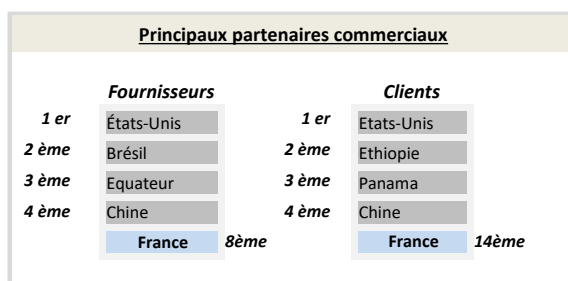 Principaux partenaires commerciaux
Fournisseurs Clients
1 er États-Unis 1 er Etats-Unis
2 ème Brésil 2 ème Ethiopie
3 ème Equateur 3 ème Panama
4 ème Chine 4 ème Chine
France 8ème France 14ème